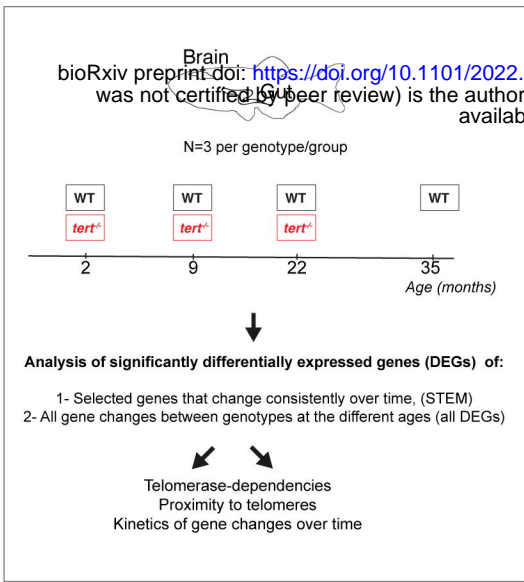 Brain
bioRxiv preprint doi: https://doi.org/10.1101/2022.
was not certified by peer review) is the author
Gut
availab
N=3 per genotype/group
WT WT WT WT
tert-/- tert-/- tert-/-
2 9 22 35
Age (months)
Analysis of significantly differentially expressed genes (DEGs) of:
1- Selected genes that change consistently over time, (STEM)
2- All gene changes between genotypes at the different ages (all DEGs)
Telomerase-dependencies
Proximity to telomeres
Kinetics of gene changes over time